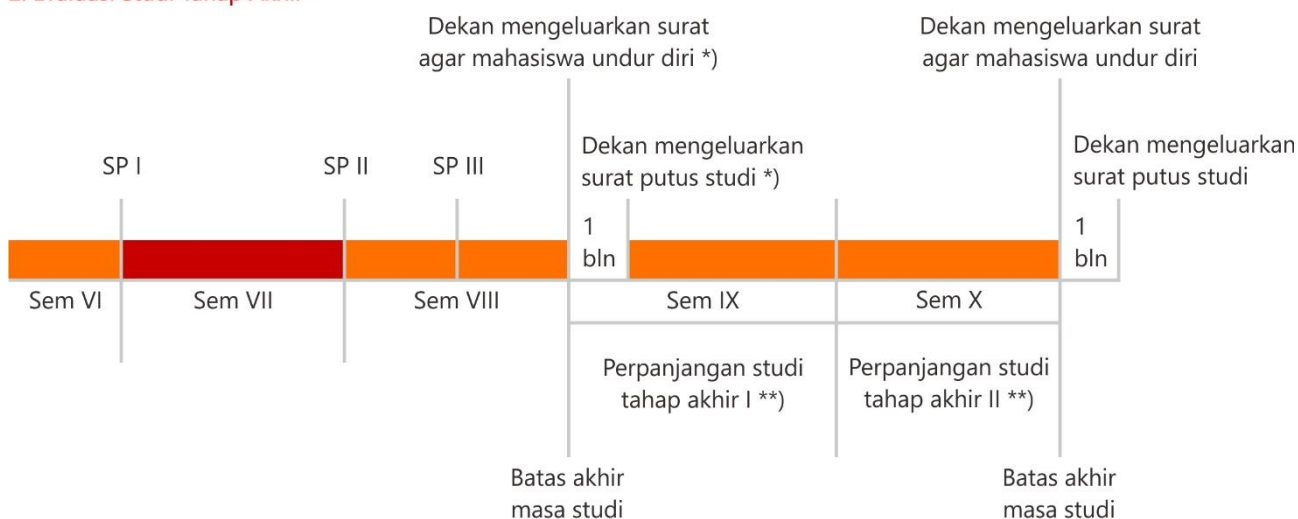 Dekan mengeluarkan surat
agar mahasiswa undur diri *)
Dekan mengeluarkan surat
agar mahasiswa undur diri
SP I
SP II
SP III
Dekan mengeluarkan
surat putus studi *)
Dekan mengeluarkan
surat putus studi
1
bln
1
bln
Sem VI
Sem VII
Sem VIII
Sem IX
Sem X
Perpanjangan studi
tahap akhir I **)
Perpanjangan studi
tahap akhir II **)
Batas akhir
masa studi
Batas akhir
masa studi